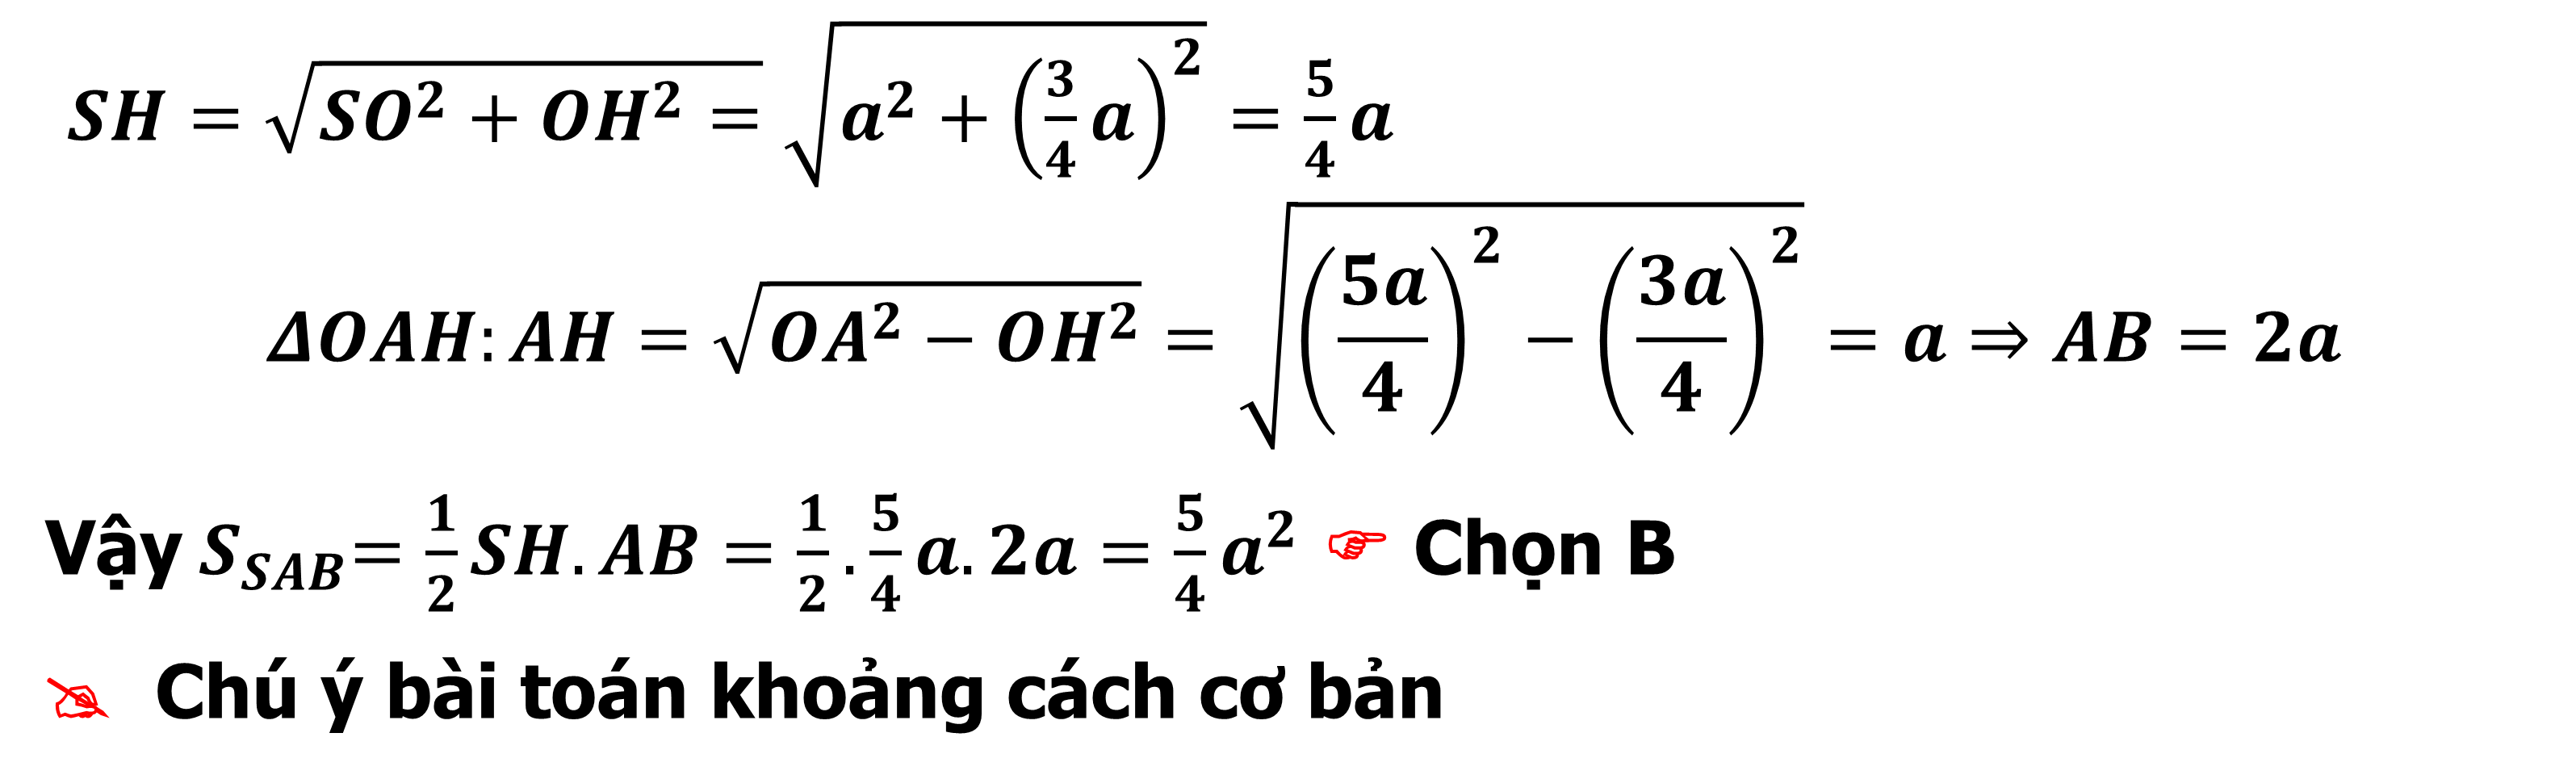 SH = √(SO² + OH²) = √(a² + (3/4 a)²) = 5/4 a
ΔOAH: AH = √(OA² − OH²) = √((5a/4)² − (3a/4)²) = a ⇒ AB = 2a
Vậy S_SAB = 1/2 SH. AB = 1/2 . 5/4 a. 2a = 5/4 a² ☞ Chọn B
✍ Chú ý bài toán khoảng cách cơ bản